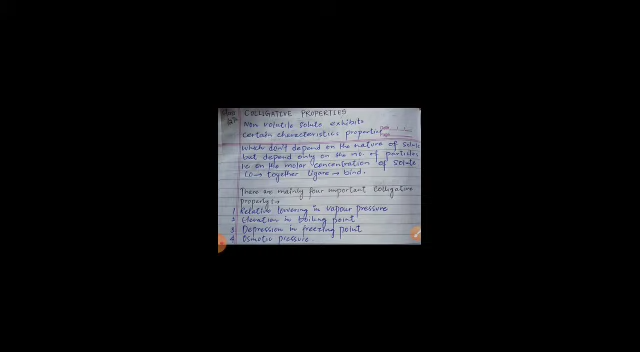 COLLIGATIVE PROPERTIES
Non volatile solute exhibits
certain characteristics properties
which don't depend on the nature of solute
but depend only on the no. of particles
ie on the molar concentration of solute
Co → together ligare → bind.
There are mainly four important colligative
property:→
1 Relative lowering in vapour pressure
2 Elevation in boiling point
3 Depression in freezing point
4 Osmotic pressure